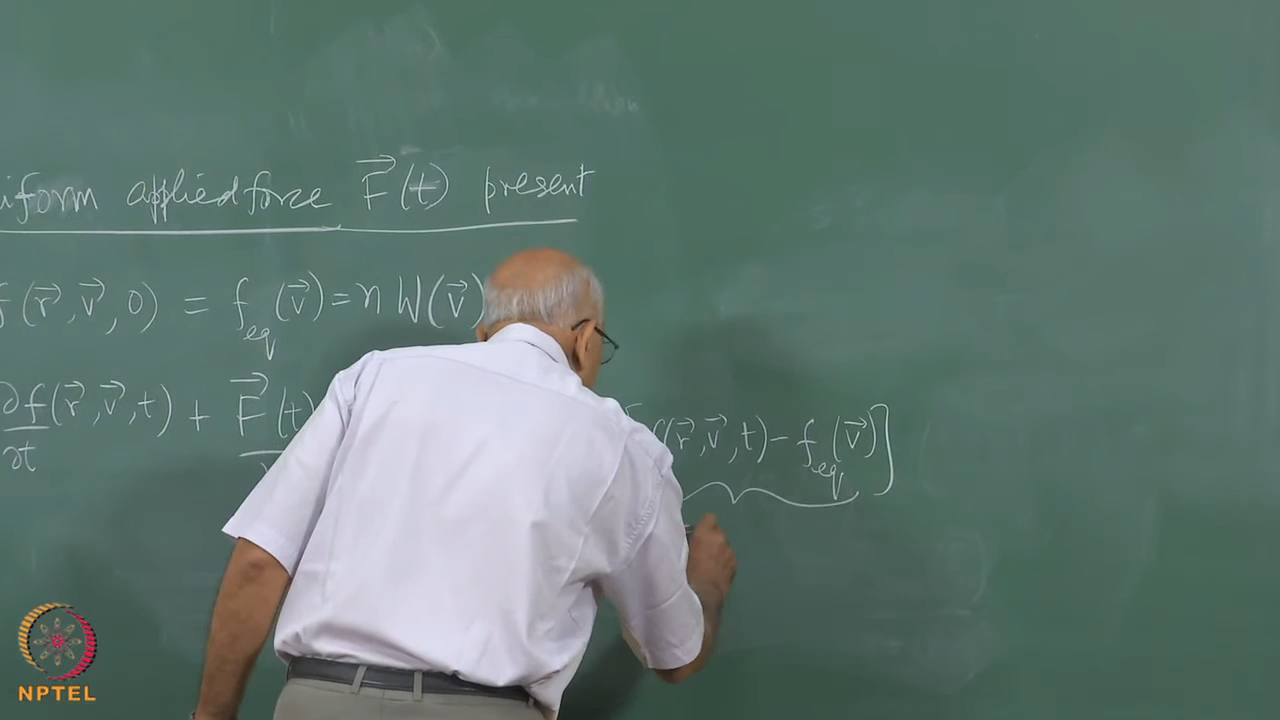 iform applied force F⃗(t) present
f(r⃗, v⃗, 0) = f_eq(v⃗) = n W(v⃗)
∂f/∂t (r⃗, v⃗, t) + F⃗(t) f(r⃗, v⃗, t) − f_eq(v⃗)]
NPTEL